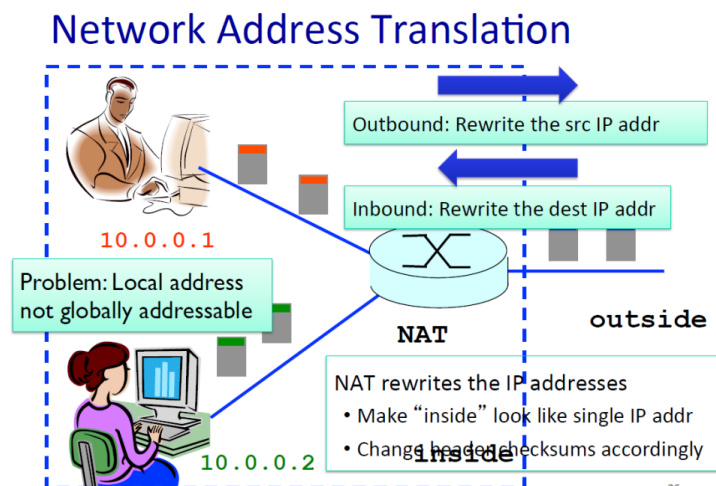 Network Address Translation
Outbound: Rewrite the src IP addr
Inbound: Rewrite the dest IP addr
10.0.0.1
Problem: Local address
not globally addressable
NAT
outside
NAT rewrites the IP addresses
• Make “inside” look like single IP addr
• Change header checksums accordingly
inside
10.0.0.2